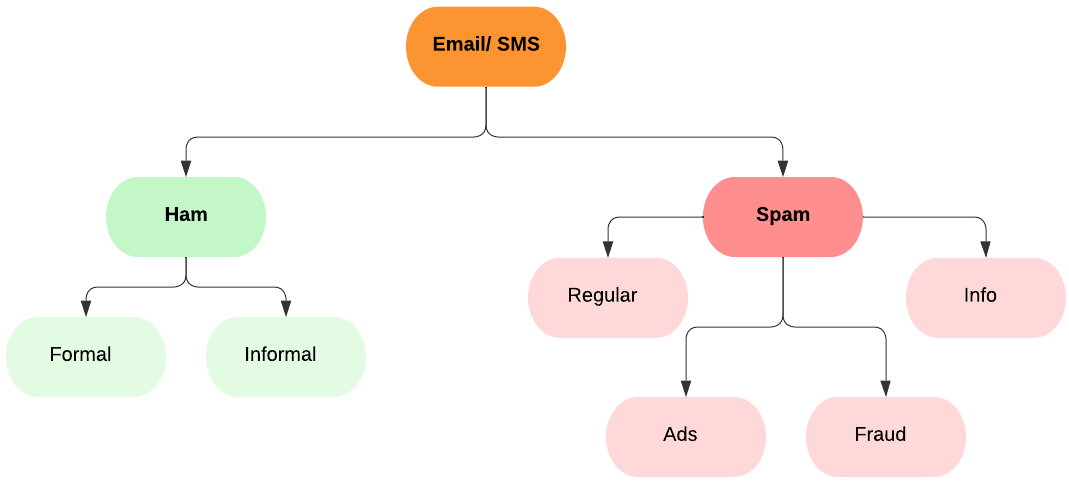 Email/ SMS
Ham
Spam
Regular
Info
Formal
Informal
Ads
Fraud